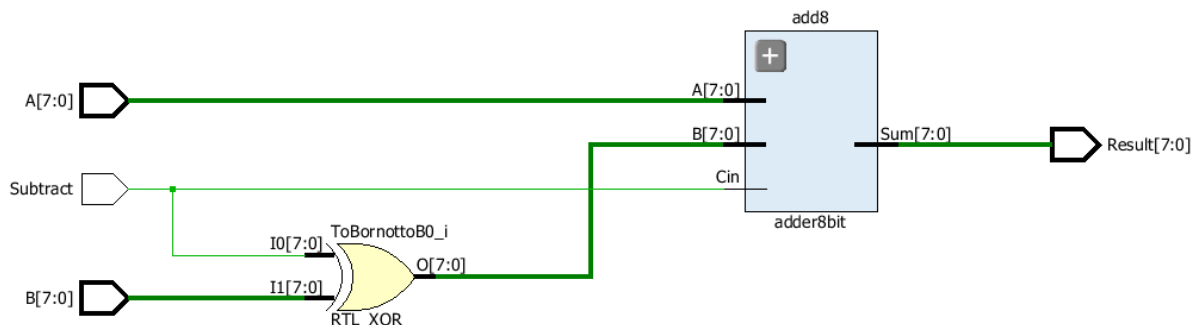 add8
A[7:0]
A[7:0]
B[7:0]
Sum[7:0]
Result[7:0]
Subtract
Cin
adder8bit
ToBornottoB0_i
I0[7:0]
O[7:0]
I1[7:0]
B[7:0]
RTL_XOR